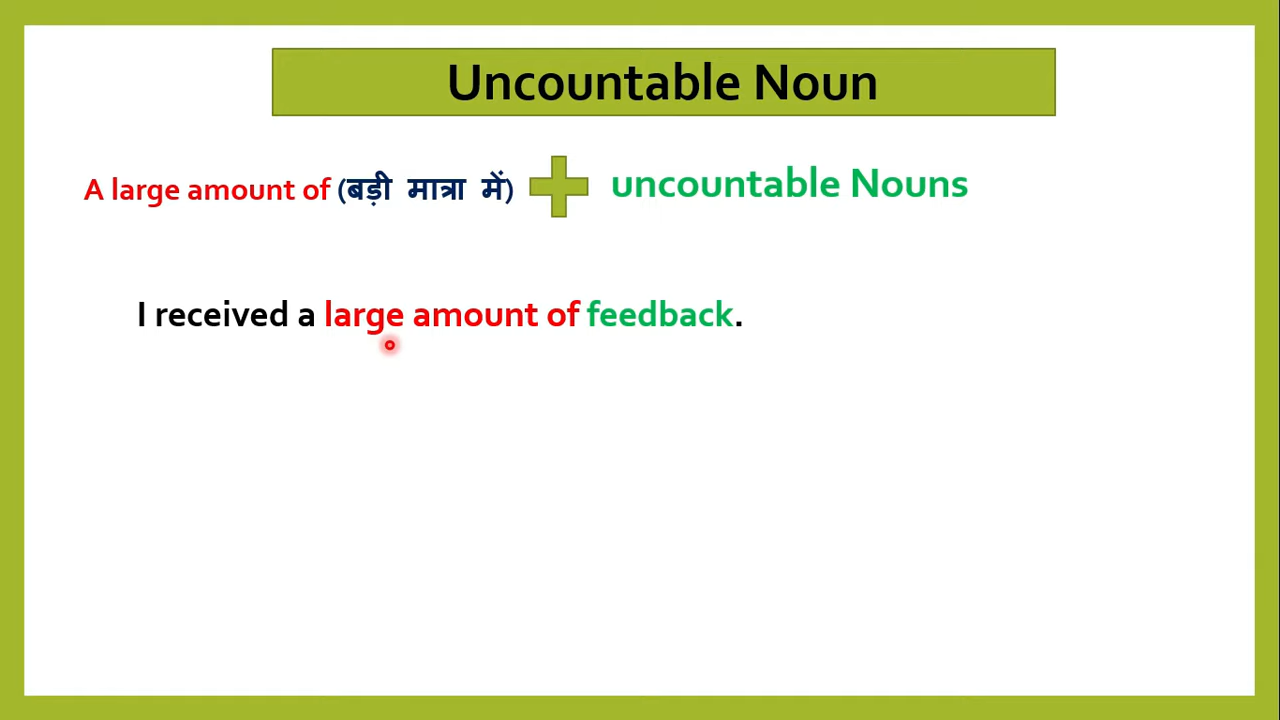 Uncountable Noun
A large amount of (बड़ी मात्रा में) uncountable Nouns
I received a large amount of feedback.